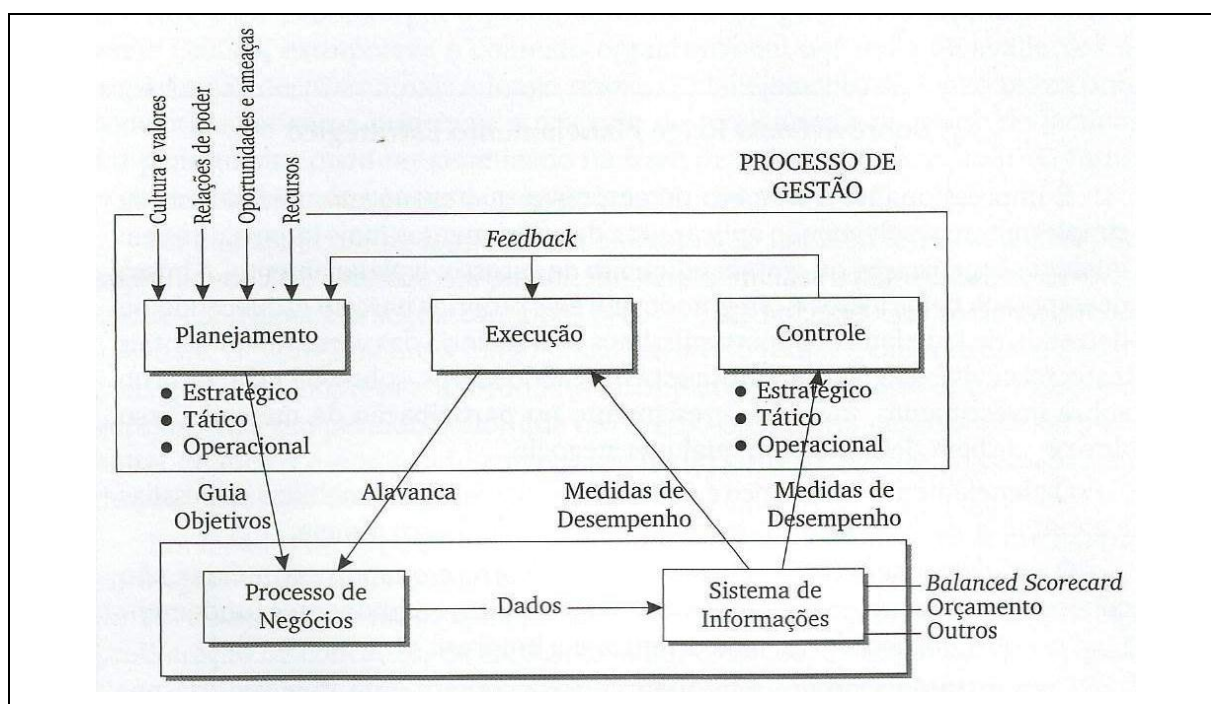 Cultura e valores
Relações de poder
Oportunidades e ameaças
Recursos
PROCESSO DE
GESTÃO
Feedback
Planejamento
Execução
Controle
• Estratégico
• Tático
• Operacional
• Estratégico
• Tático
• Operacional
Guia
Objetivos
Alavanca
Medidas de
Desempenho
Medidas de
Desempenho
Processo de
Negócios
Dados
Sistema de
Informações
Balanced Scorecard
Orçamento
Outros